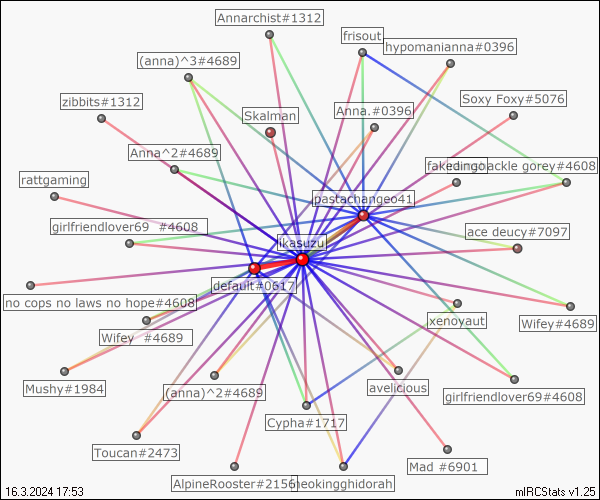 Annarchist#1312
frisout
hypomanianna#0396
(anna)^3#4689
zibbits#1312
Soxy Foxy#5076
Skalman
Anna.#0396
Anna^2#4689
ackle gorey#4608
rattgaming
pastachangeo41
girlfriendlover69 #4608
ace deucy#7097
ikasuzu
default#0617
no cops no laws no hope#4608
xenoyaut
Wifey#4689
Wifey #4689
Mushy#1984
(anna)^2#4689
avelicious
girlfriendlover69#4608
Cypha#1717
Toucan#2473
Mad #6901
AlpineRooster#2156
neokingghidorah
16.3.2024 17:53
mIRCStats v1.25